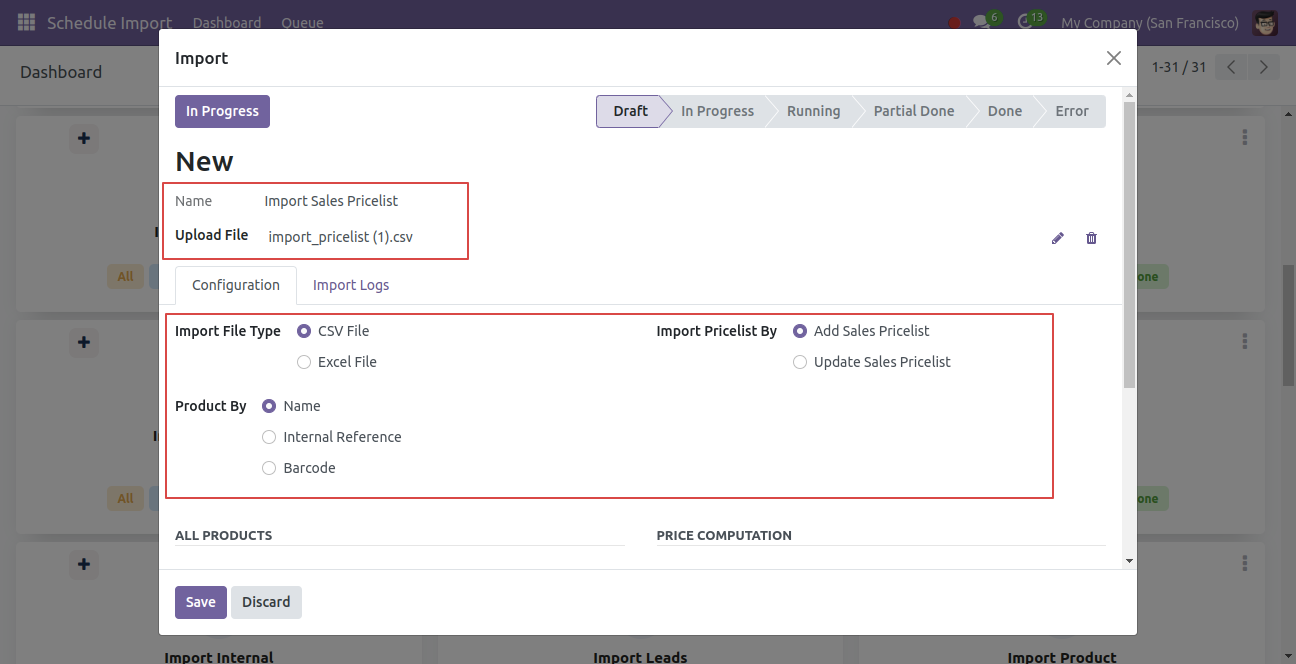 Schedule Import Dashboard Queue 6 13 My Company (San Francisco)
Dashboard 1-31 / 31
Import
In Progress Draft In Progress Running Partial Done Done Error
New
Name Import Sales Pricelist
Upload File import_pricelist (1).csv
All
Configuration Import Logs
Import File Type CSV File Import Pricelist By Add Sales Pricelist
Excel File Update Sales Pricelist
Product By Name
Internal Reference
Barcode
All
ALL PRODUCTS PRICE COMPUTATION
Save Discard
Import Internal Import Leads Import Product